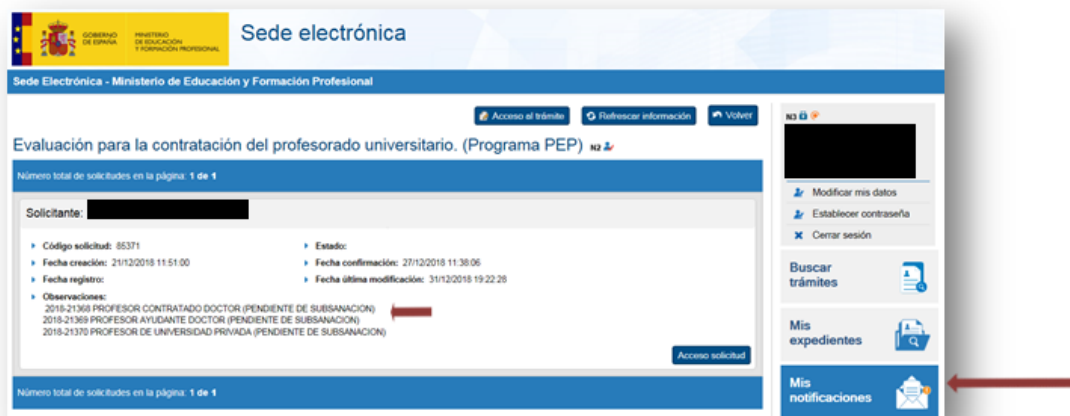 GOBIERNO DE ESPAÑA
MINISTERIO DE EDUCACIÓN Y FORMACIÓN PROFESIONAL
Sede electrónica
Sede Electrónica - Ministerio de Educación y Formación Profesional
Acceso al trámite Refrescar información Volver
Evaluación para la contratación del profesorado universitario. (Programa PEP) N2
Número total de solicitudes en la página: 1 de 1
Solicitante:
Código solicitud: 85371 Estado:
Fecha creación: 21/12/2018 11:51:00 Fecha confirmación: 27/12/2018 11:38:06
Fecha registro: Fecha última modificación: 31/12/2018 19:22:28
Observaciones:
2018-21368 PROFESOR CONTRATADO DOCTOR (PENDIENTE DE SUBSANACION)
2018-21369 PROFESOR AYUDANTE DOCTOR (PENDIENTE DE SUBSANACION)
2018-21370 PROFESOR DE UNIVERSIDAD PRIVADA (PENDIENTE DE SUBSANACION)
Acceso solicitud
Número total de solicitudes en la página: 1 de 1
N3
Modificar mis datos
Establecer contraseña
Cerrar sesión
Buscar
trámites
Mis
expedientes
Mis
notificaciones